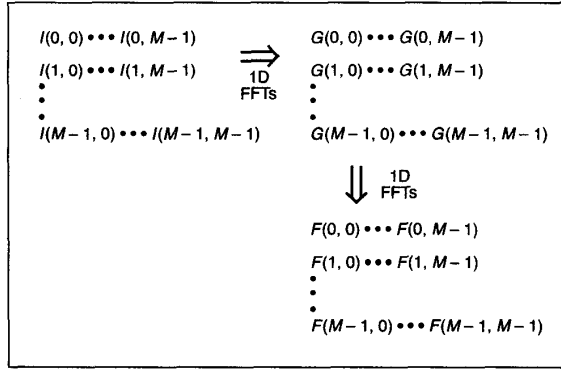 I(0, 0) ••• I(0, M−1)
I(1, 0) ••• I(1, M−1)
•
•
•
I(M−1, 0) ••• I(M−1, M−1)
⇒
1D
FFTs
G(0, 0) ••• G(0, M−1)
G(1, 0) ••• G(1, M−1)
•
•
•
G(M−1, 0) ••• G(M−1, M−1)
⇓ 1D
FFTs
F(0, 0) ••• F(0, M−1)
F(1, 0) ••• F(1, M−1)
•
•
•
F(M−1, 0) ••• F(M−1, M−1)